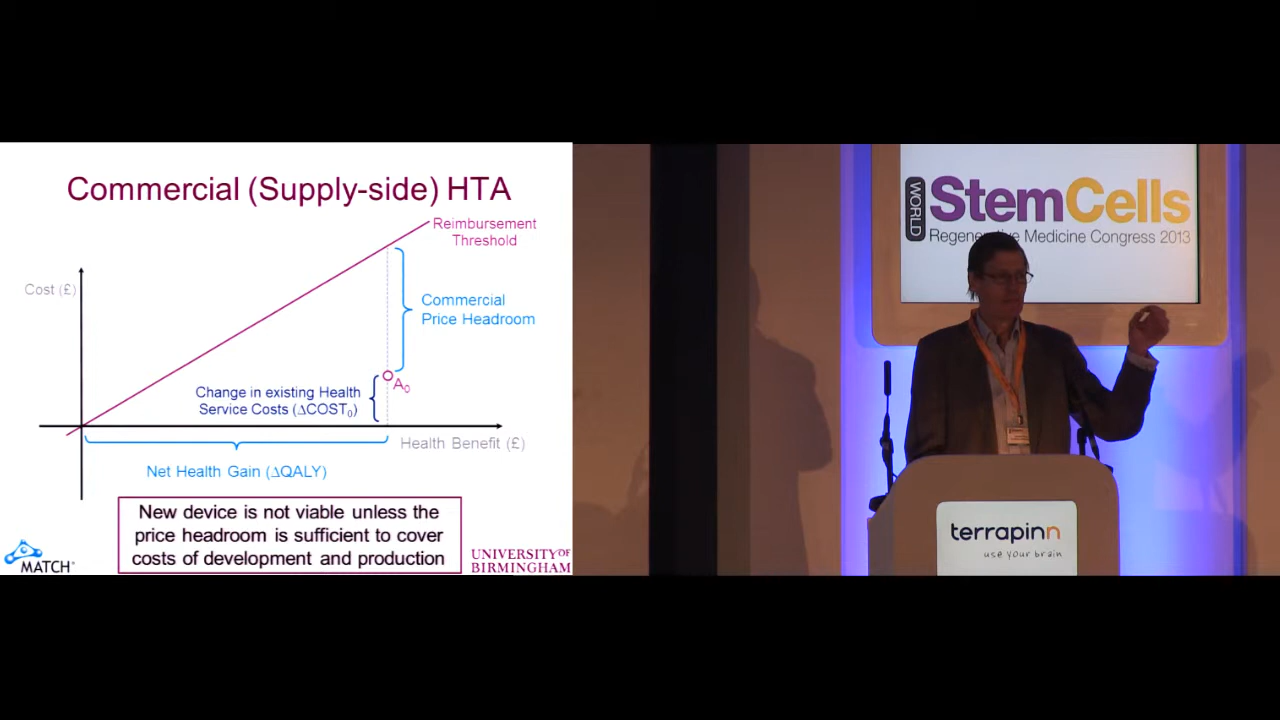 Commercial (Supply-side) HTA
Reimbursement
Threshold
Cost (£)
Commercial
Price Headroom
A₀
Change in existing Health
Service Costs (ΔCOST₀)
Health Benefit (£)
Net Health Gain (ΔQALY)
New device is not viable unless the
price headroom is sufficient to cover
costs of development and production
MATCH
UNIVERSITY OF
BIRMINGHAM
WORLD
StemCells
Regenerative Medicine Congress 2013
terrapinn
use your brain